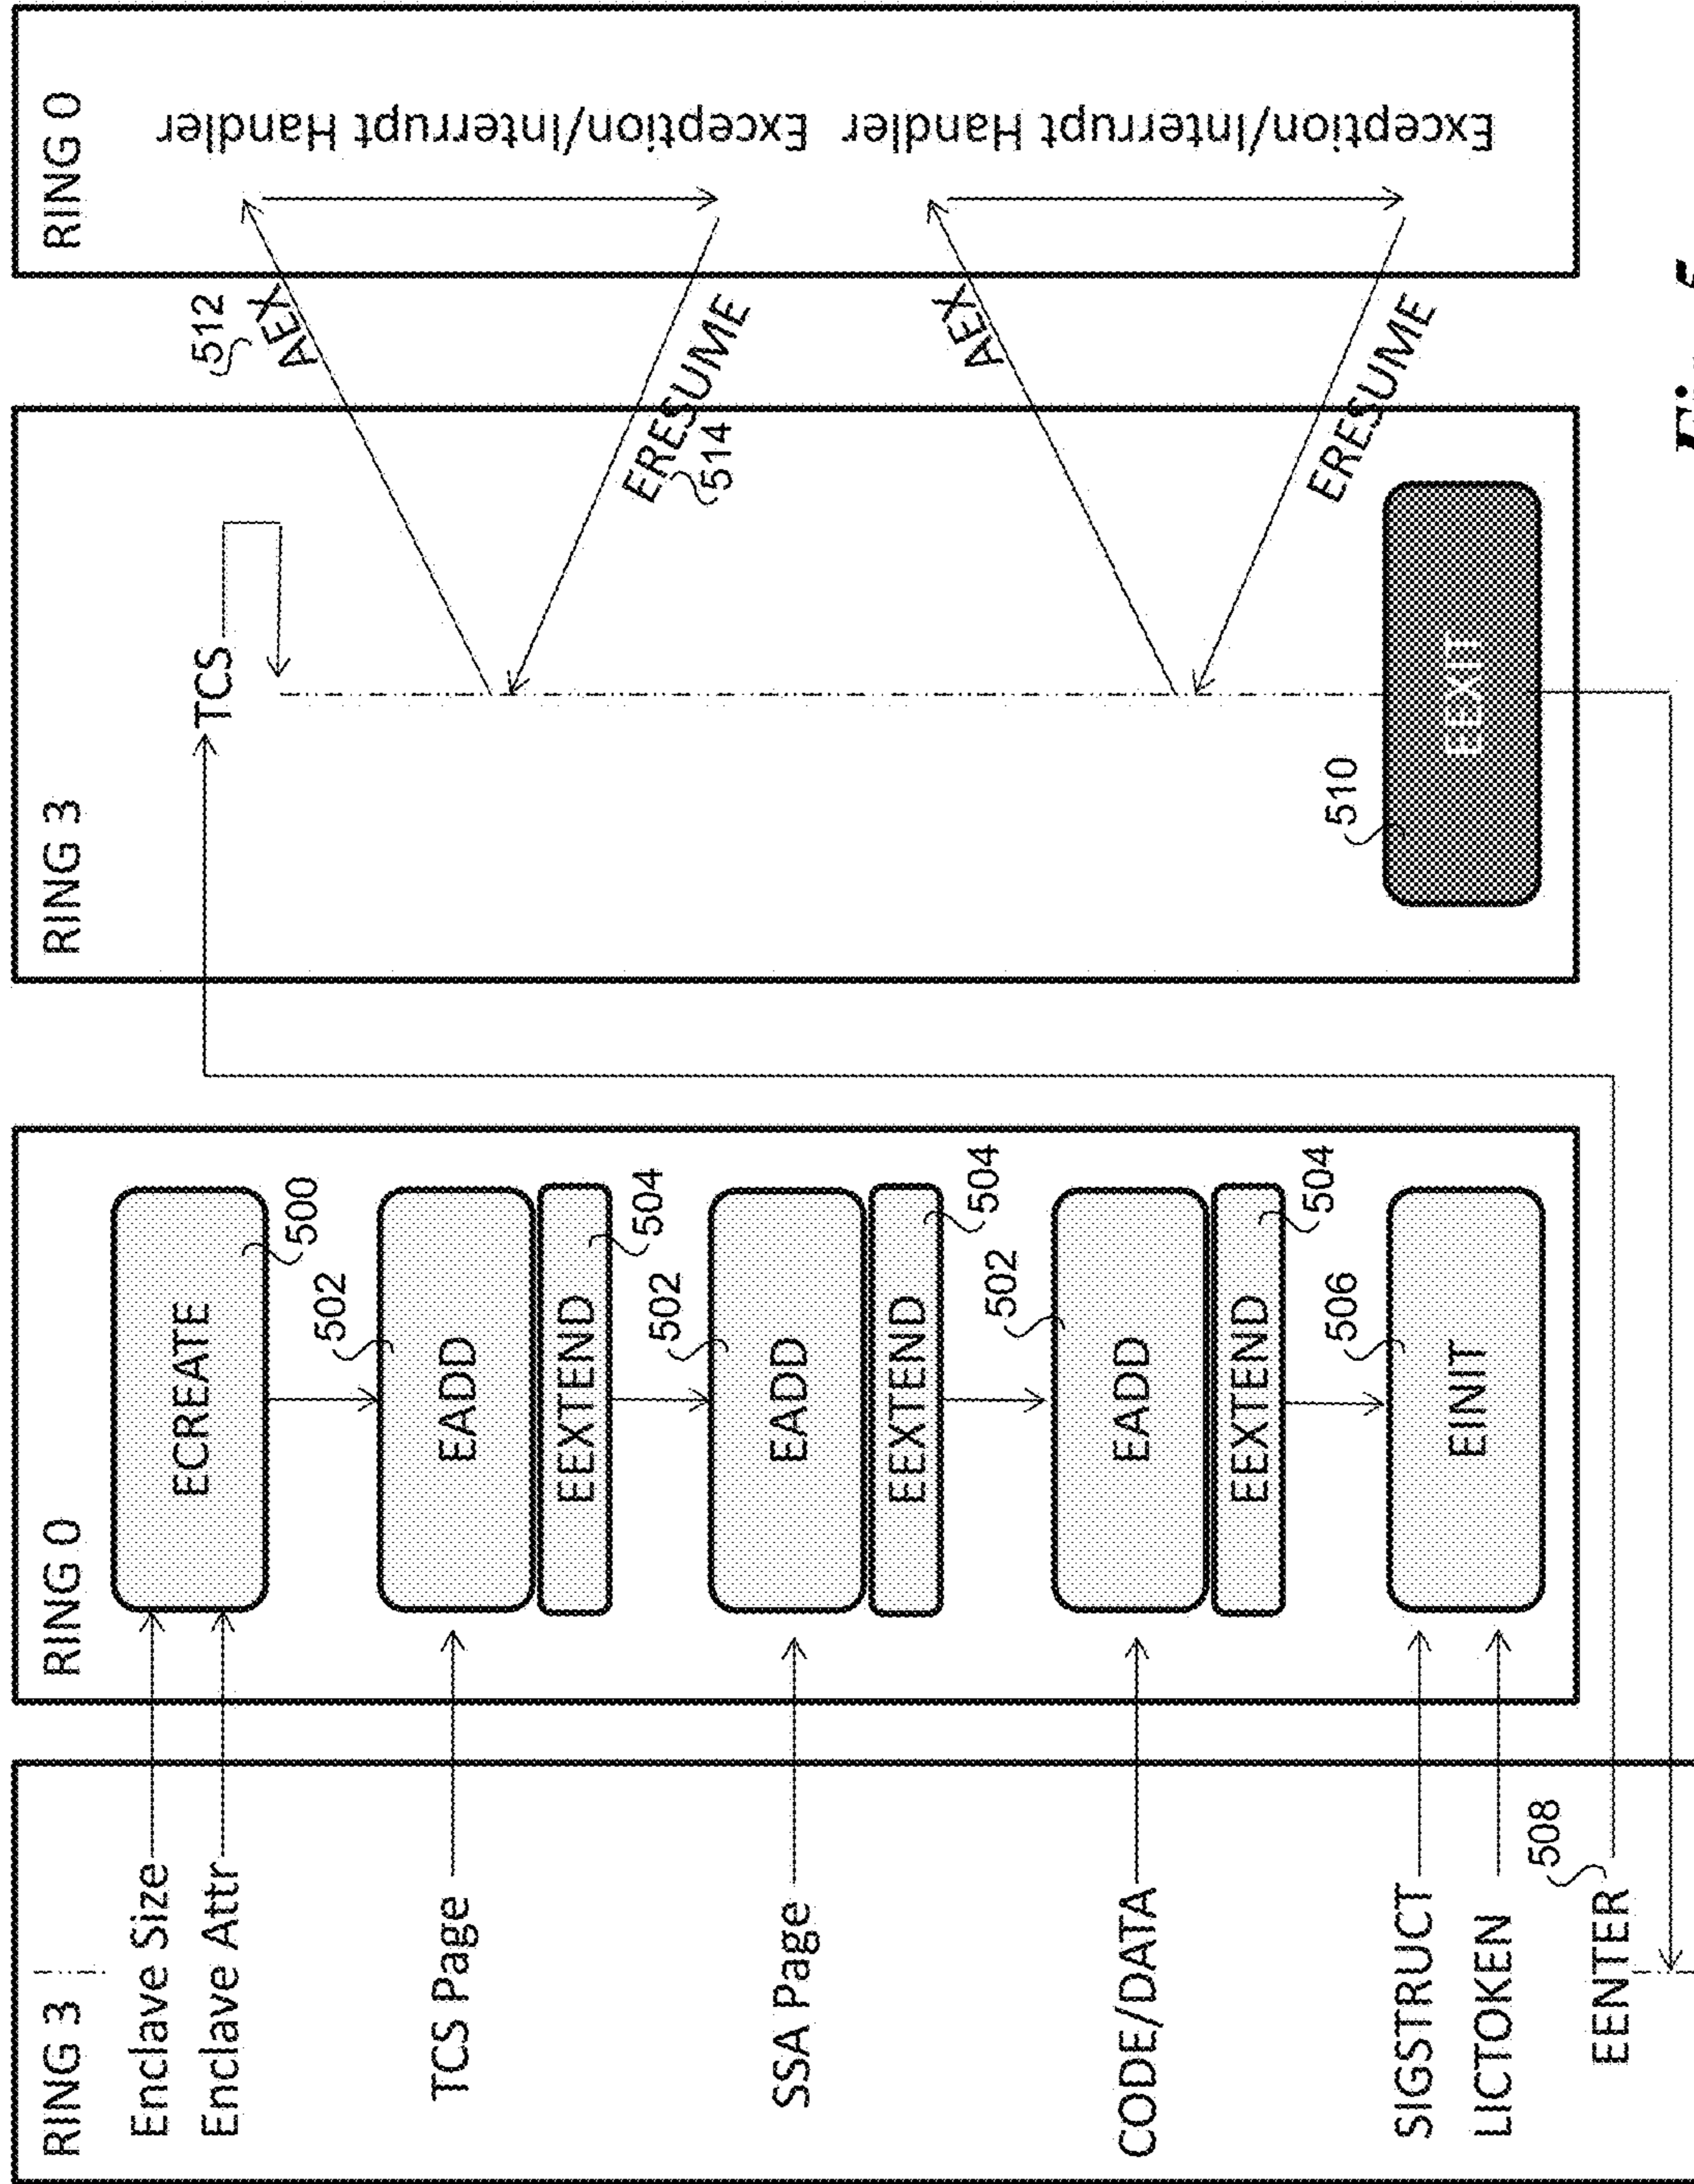 RING 3
Enclave Size
Enclave Attr
TCS Page
SSA Page
CODE/DATA
SIGSTRUCT
LICTOKEN
508
EENTER
RING 0
ECREATE
500
502
EADD
EEXTEND
504
502
EADD
EEXTEND
504
502
EADD
EEXTEND
504
506
EINIT
RING 3
TCS
510
EEXIT
512
AEX
ERESUME
514
AEX
ERESUME
RING 0
Exception/Interrupt Handler
Exception/Interrupt Handler